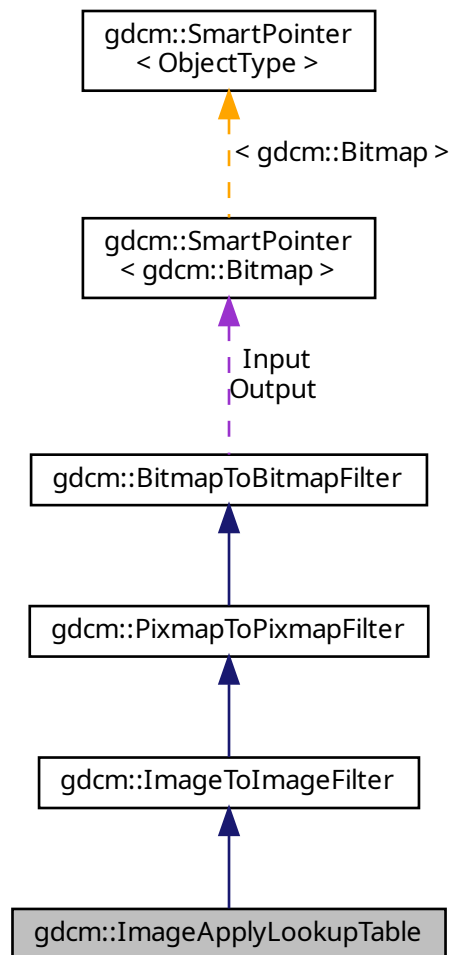 gdcm::SmartPointer
< ObjectType >
< gdcm::Bitmap >
gdcm::SmartPointer
< gdcm::Bitmap >
Input
Output
gdcm::BitmapToBitmapFilter
gdcm::PixmapToPixmapFilter
gdcm::ImageToImageFilter
gdcm::ImageApplyLookupTable